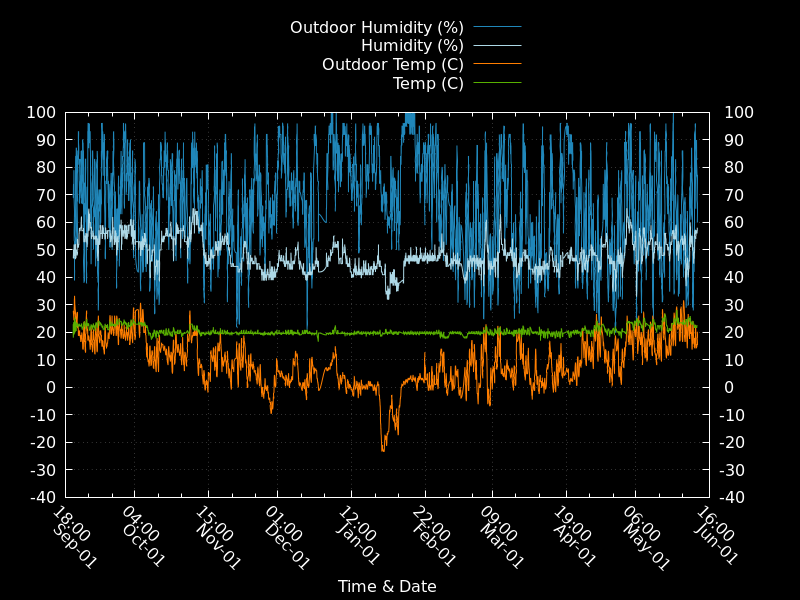 Outdoor Humidity (%)
Humidity (%)
Outdoor Temp (C)
Temp (C)
100 100
90 90
80 80
70 70
60 60
50 50
40 40
30 30
20 20
10 10
0 0
-10 -10
-20 -20
-30 -30
-40 -40
18:00 04:00 15:00 01:00 12:00 22:00 09:00 19:00 06:00 16:00
Sep-01 Oct-01 Nov-01 Dec-01 Jan-01 Feb-01 Mar-01 Apr-01 May-01 Jun-01
Time & Date